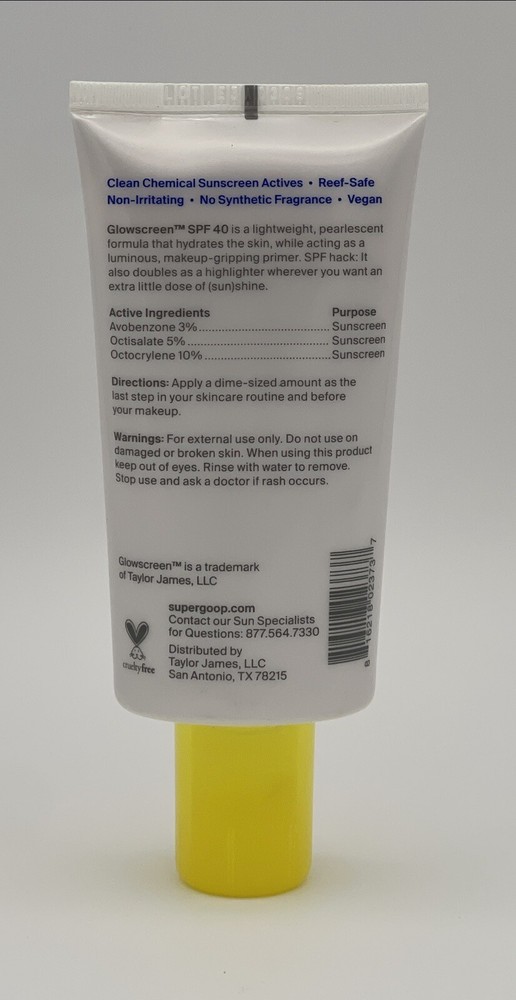 Clean Chemical Sunscreen Actives • Reef-Safe
Non-Irritating • No Synthetic Fragrance • Vegan
Glowscreen™ SPF 40 is a lightweight, pearlescent
formula that hydrates the skin, while acting as a
luminous, makeup-gripping primer. SPF hack: It
also doubles as a highlighter wherever you want an
extra little dose of (sun)shine.
Active Ingredients Purpose
Avobenzone 3%........................................Sunscreen
Octisalate 5%...........................................Sunscreen
Octocrylene 10%......................................Sunscreen
Directions: Apply a dime-sized amount as the
last step in your skincare routine and before
your makeup.
Warnings: For external use only. Do not use on
damaged or broken skin. When using this product
keep out of eyes. Rinse with water to remove.
Stop use and ask a doctor if rash occurs.
Glowscreen™ is a trademark
of Taylor James, LLC
supergoop.com
Contact our Sun Specialists
for Questions: 877.564.7330
Distributed by
Taylor James, LLC
San Antonio, TX 78215
crueltyfree
8 16218 02373 7